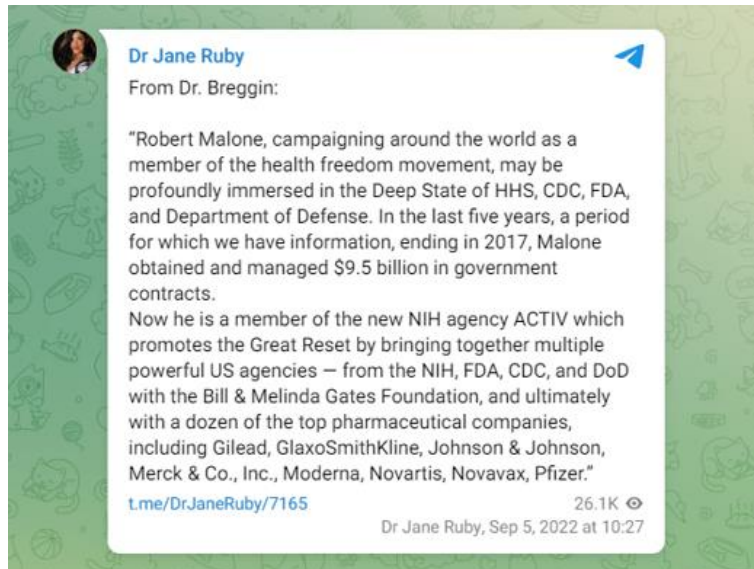 Dr Jane Ruby
From Dr. Breggin:
“Robert Malone, campaigning around the world as a
member of the health freedom movement, may be
profoundly immersed in the Deep State of HHS, CDC, FDA,
and Department of Defense. In the last five years, a period
for which we have information, ending in 2017, Malone
obtained and managed $9.5 billion in government
contracts.
Now he is a member of the new NIH agency ACTIV which
promotes the Great Reset by bringing together multiple
powerful US agencies — from the NIH, FDA, CDC, and DoD
with the Bill & Melinda Gates Foundation, and ultimately
with a dozen of the top pharmaceutical companies,
including Gilead, GlaxoSmithKline, Johnson & Johnson,
Merck & Co., Inc., Moderna, Novartis, Novavax, Pfizer.”
t.me/DrJaneRuby/7165 26.1K
Dr Jane Ruby, Sep 5, 2022 at 10:27